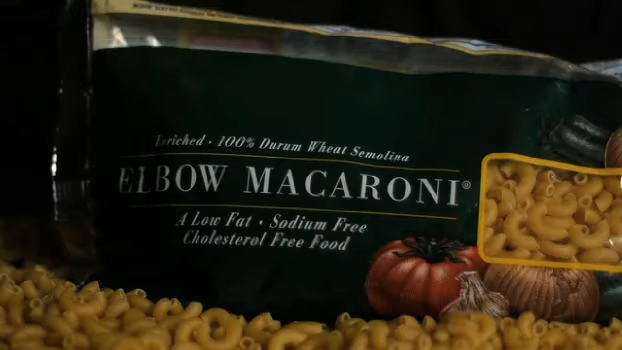 Enriched · 100% Durum Wheat Semolina
ELBOW MACARONI®
A Low Fat · Sodium Free
Cholesterol Free Food